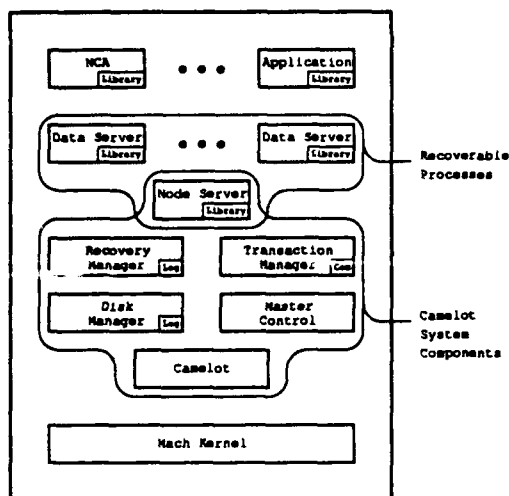 NCA
Library
• • •
Application
Library
Data Server
Library
• • •
Data Server
Library
Recoverable
Processes
Node Server
Library
Recovery
Manager
Log
Transaction
Manager
Com
Disk
Manager
Log
Master
Control
Camelot
System
Components
Camelot
Mach Kernel